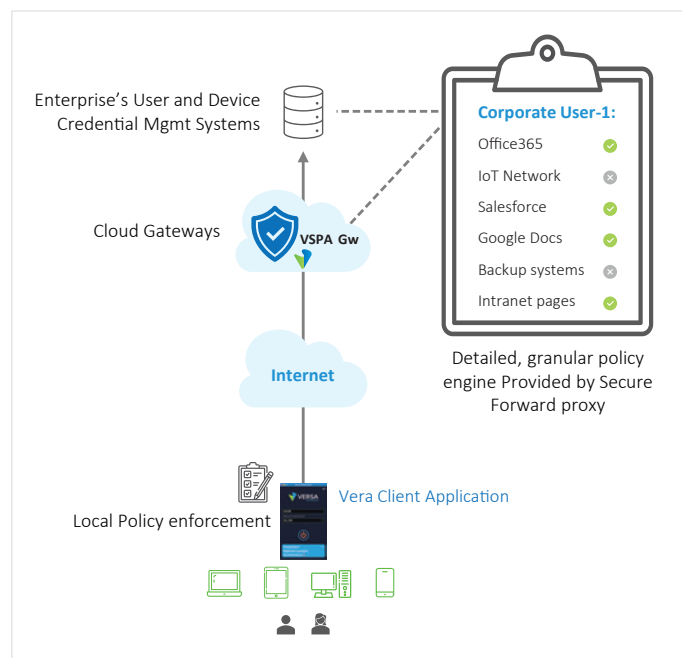 Enterprise's User and Device
Credential Mgmt Systems
Corporate User-1:
Office365
IoT Network
Salesforce
Google Docs
Backup systems
Intranet pages
Cloud Gateways
VSPA Gw
Detailed, granular policy
engine Provided by Secure
Forward proxy
Internet
VERSA
Vera Client Application
Local Policy enforcement